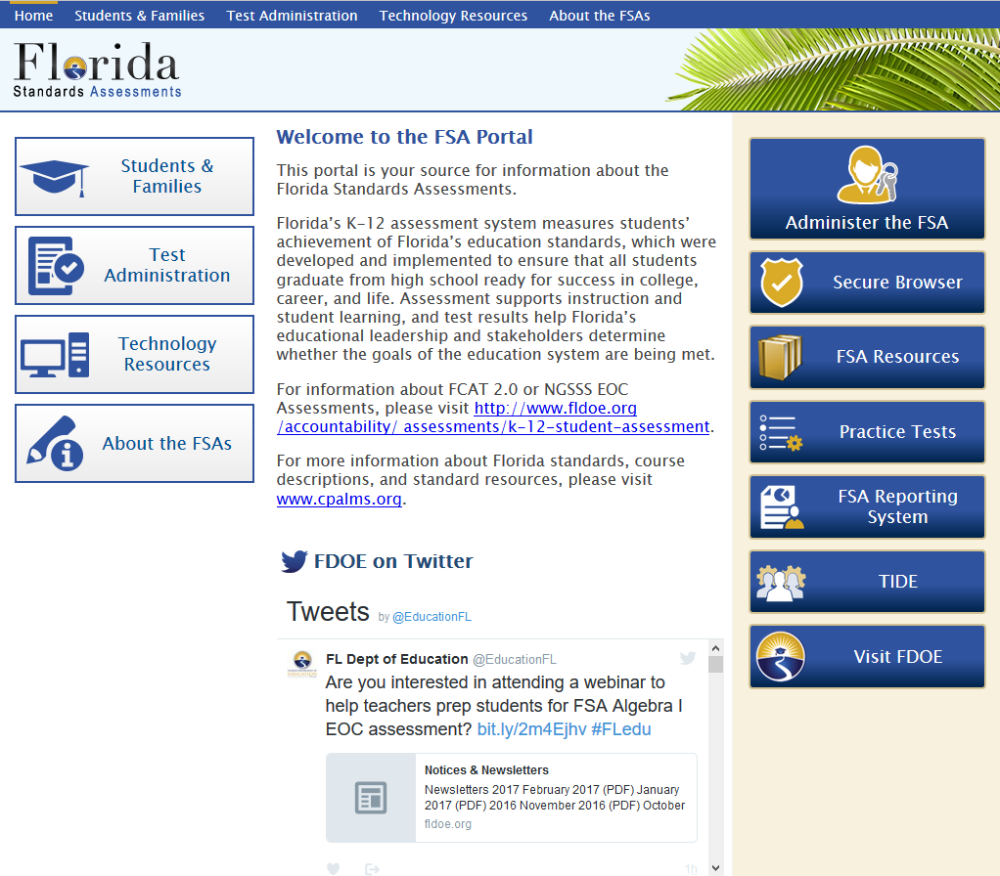 Home Students & Families Test Administration Technology Resources About the FSAs
Florida
Standards Assessments
Students &
Families
Test
Administration
Technology
Resources
About the FSAs
Welcome to the FSA Portal
This portal is your source for information about the
Florida Standards Assessments.
Florida's K-12 assessment system measures students'
achievement of Florida's education standards, which were
developed and implemented to ensure that all students
graduate from high school ready for success in college,
career, and life. Assessment supports instruction and
student learning, and test results help Florida's
educational leadership and stakeholders determine
whether the goals of the education system are being met.
For information about FCAT 2.0 or NGSSS EOC
Assessments, please visit http://www.fldoe.org
/accountability/ assessments/k-12-student-assessment.
For more information about Florida standards, course
descriptions, and standard resources, please visit
www.cpalms.org.
FDOE on Twitter
Tweets by @EducationFL
FL Dept of Education @EducationFL
Are you interested in attending a webinar to
help teachers prep students for FSA Algebra I
EOC assessment? bit.ly/2m4Ejhv #FLedu
Notices & Newsletters
Newsletters 2017 February 2017 (PDF) January
2017 (PDF) 2016 November 2016 (PDF) October
fldoe.org
1h
Administer the FSA
Secure Browser
FSA Resources
Practice Tests
FSA Reporting
System
TIDE
Visit FDOE